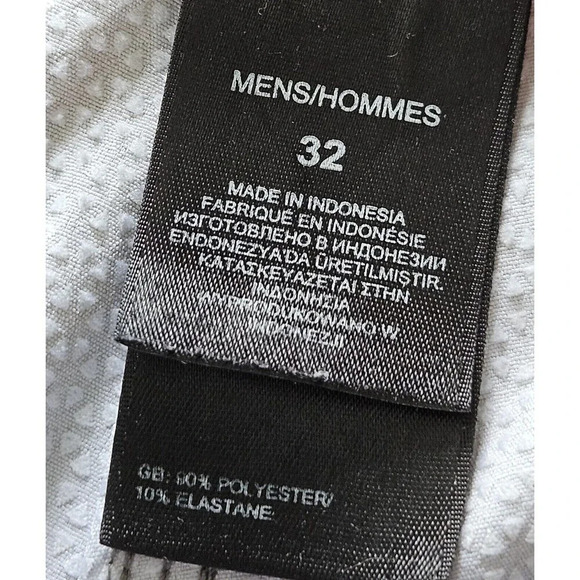 MENS/HOMMES
32
MADE IN INDONESIA
FABRIQUÉ EN INDONÉSIE
ИЗГОТОВЛЕНО В ИНДОНЕЗИИ
ENDONEZYA'DA ÜRETILMIŞTIR.
ΚΑΤΑΣΚΕΥΑΖΕΤΑΙ ΣΤΗΝ
ΙΝΔΟΝΗΣΙΑ
WYPRODUKOWANO W
INDONEZJI
GB: 90% POLYESTER/
10% ELASTANE